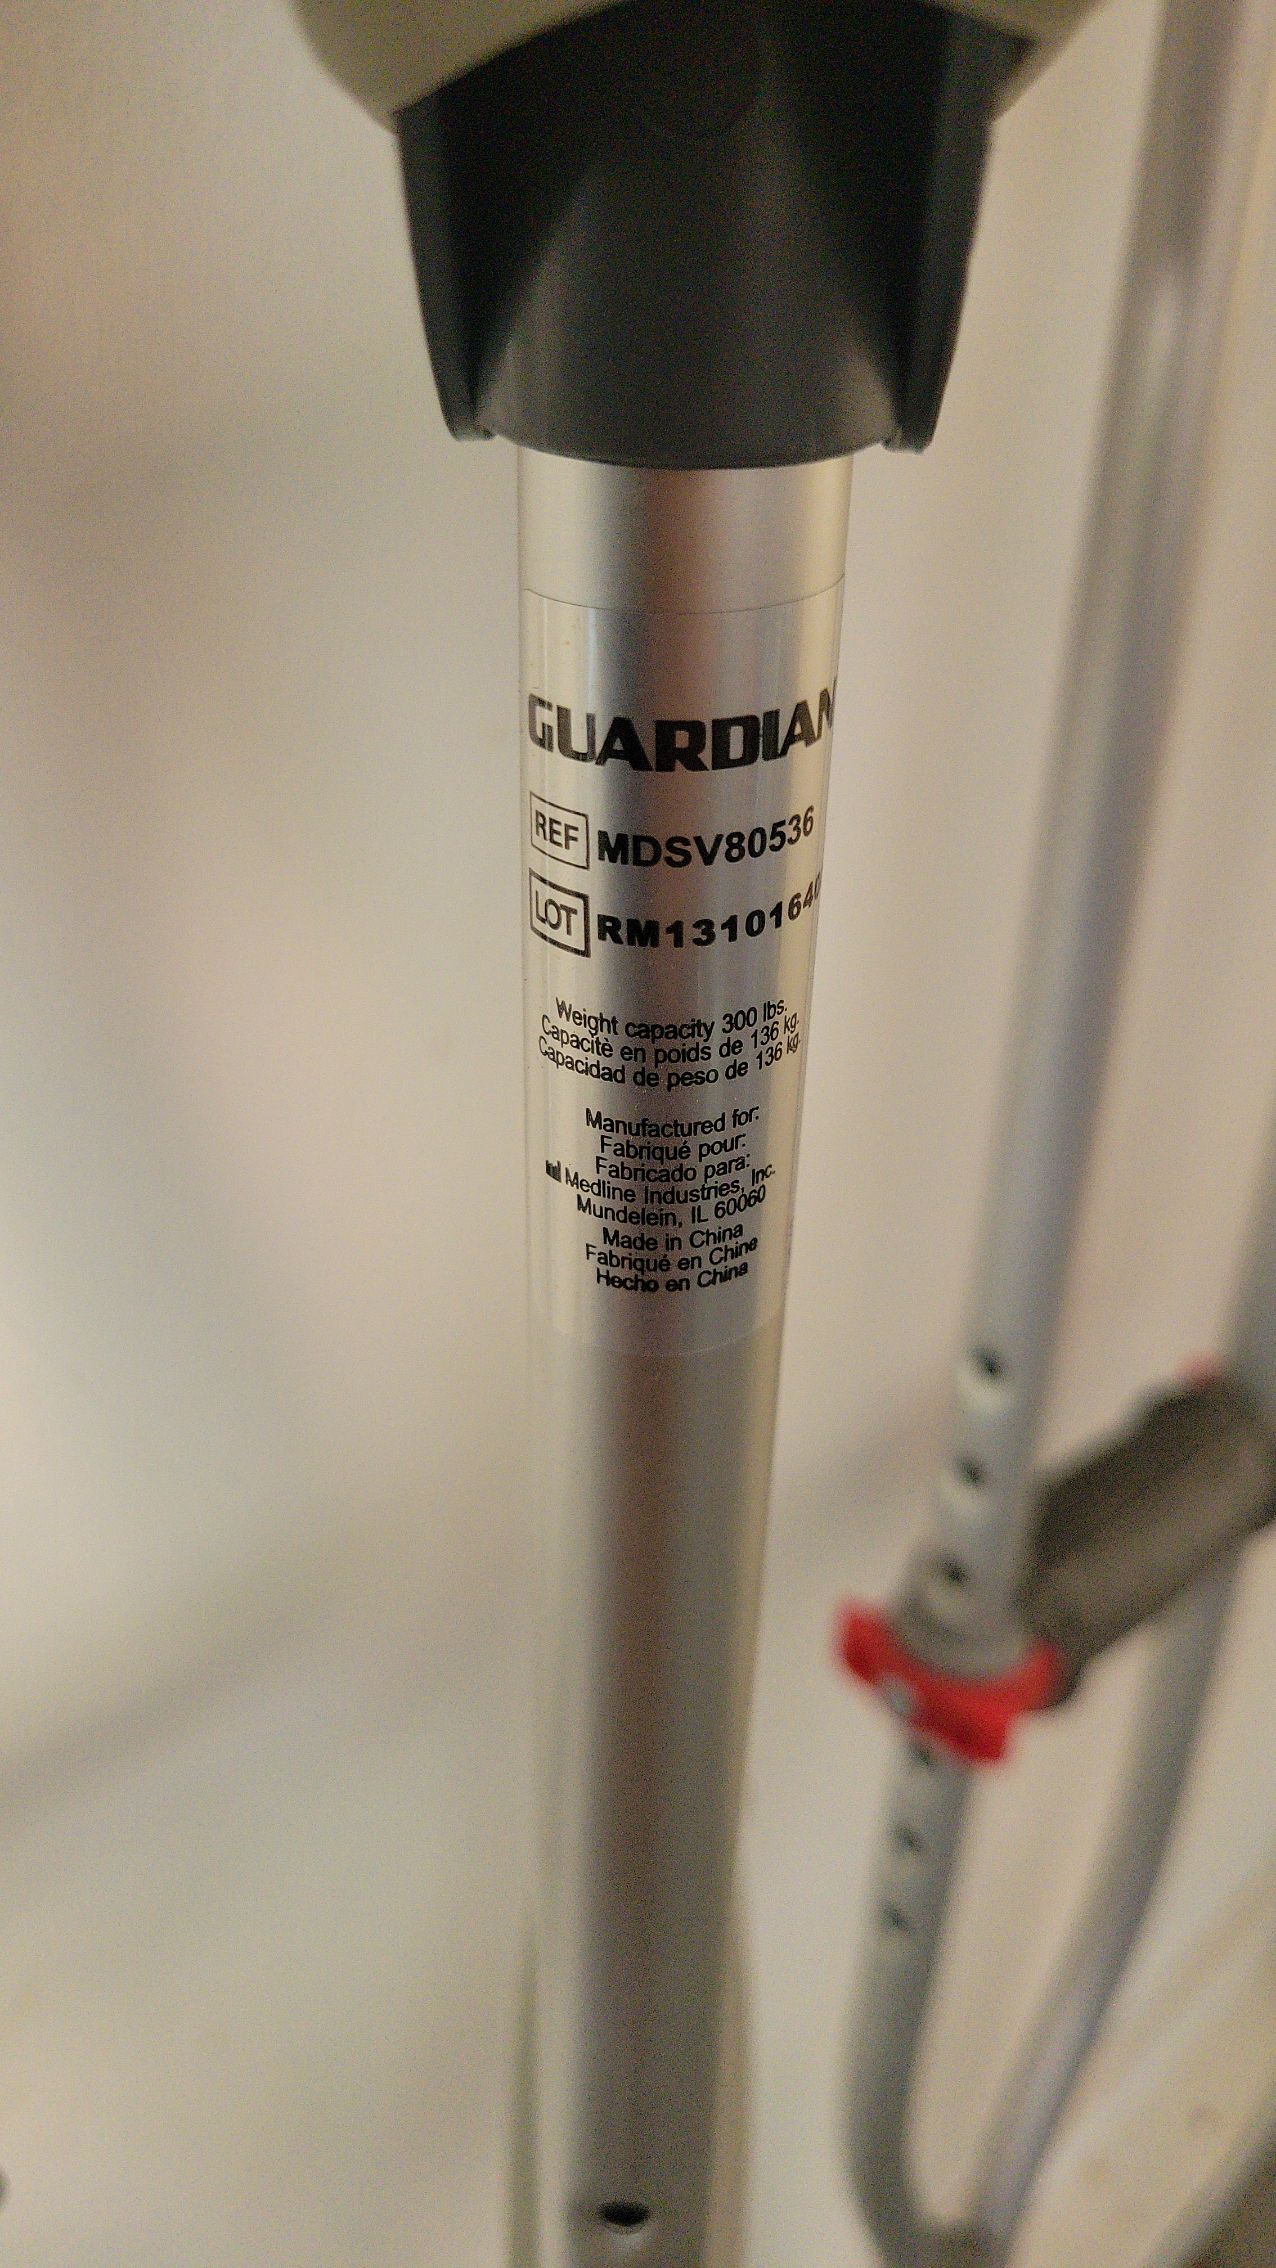 GUARDIAN
REF MDSV80536
LOT RM1310164
Weight capacity 300 lbs.
Capacitè en poids de 136 kg.
Capacidad de peso de 136 kg.
Manufactured for:
Fabriqué pour:
Fabricado para:
Medline Industries, Inc.
Mundelein, IL 60060
Made in China
Fabriqué en Chine
Hecho en China